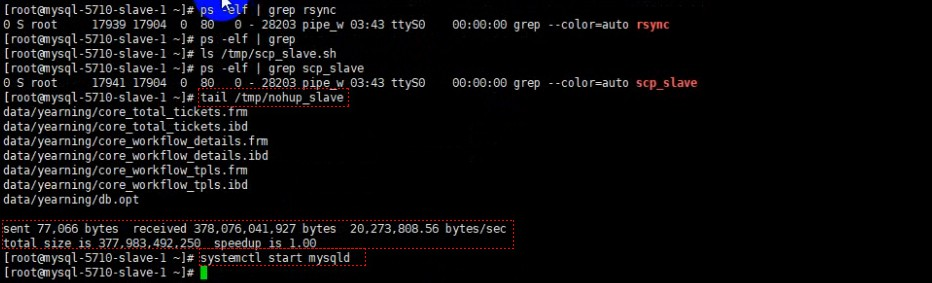 [root@mysql-5710-slave-1 ~]# ps -elf | grep rsync
0 S root     17939 17904  0  80   0 - 28203 pipe_w 03:43 ttyS0    00:00:00 grep --color=auto rsync
[root@mysql-5710-slave-1 ~]# ps -elf | grep
[root@mysql-5710-slave-1 ~]# ls /tmp/scp_slave.sh
[root@mysql-5710-slave-1 ~]# ps -elf | grep scp_slave
0 S root     17941 17904  0  80   0 - 28203 pipe_w 03:43 ttyS0    00:00:00 grep --color=auto scp_slave
[root@mysql-5710-slave-1 ~]# tail /tmp/nohup_slave
data/yearning/core_total_tickets.frm
data/yearning/core_total_tickets.ibd
data/yearning/core_workflow_details.frm
data/yearning/core_workflow_details.ibd
data/yearning/core_workflow_tpls.frm
data/yearning/core_workflow_tpls.ibd
data/yearning/db.opt
sent 77,066 bytes  received 378,076,041,927 bytes  20,273,808.56 bytes/sec
total size is 377,983,492,250  speedup is 1.00
[root@mysql-5710-slave-1 ~]# systemctl start mysqld
[root@mysql-5710-slave-1 ~]#